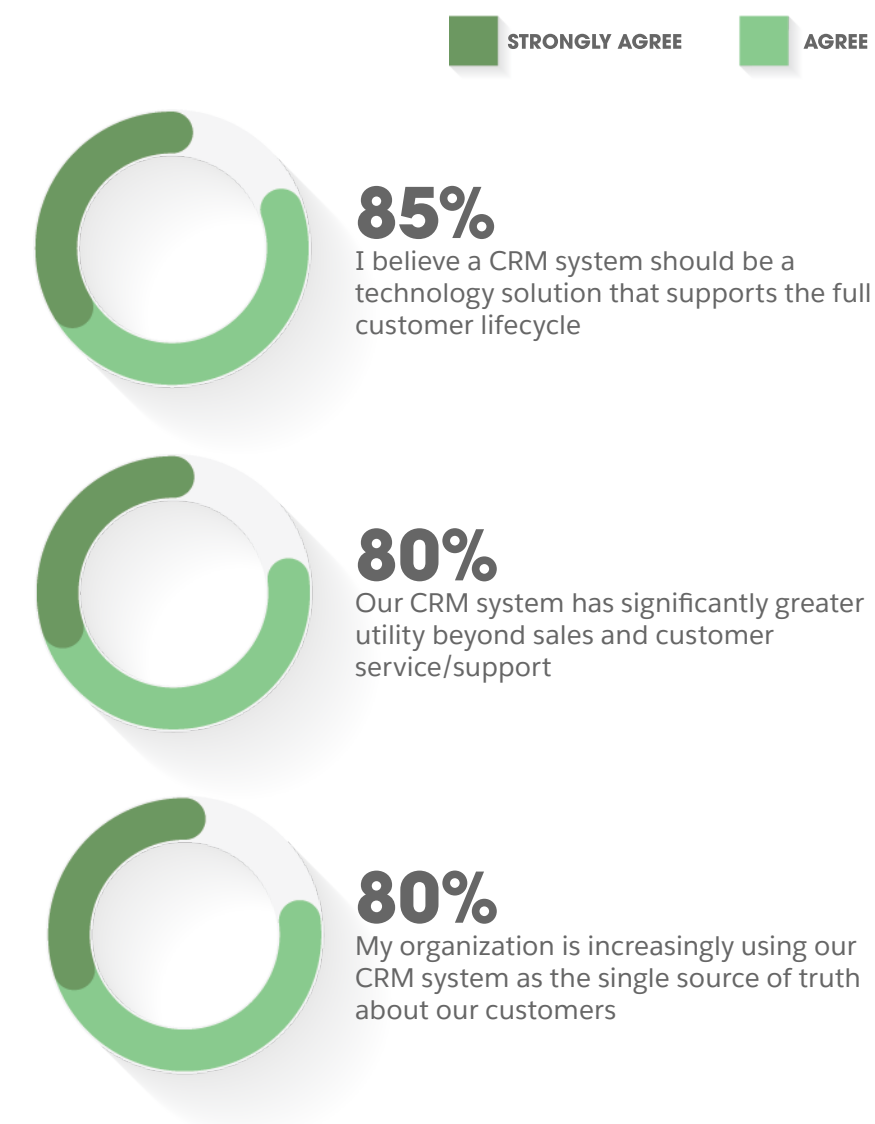 STRONGLY AGREE
AGREE
85%
I believe a CRM system should be a
technology solution that supports the full
customer lifecycle
80%
Our CRM system has significantly greater
utility beyond sales and customer
service/support
80%
My organization is increasingly using our
CRM system as the single source of truth
about our customers